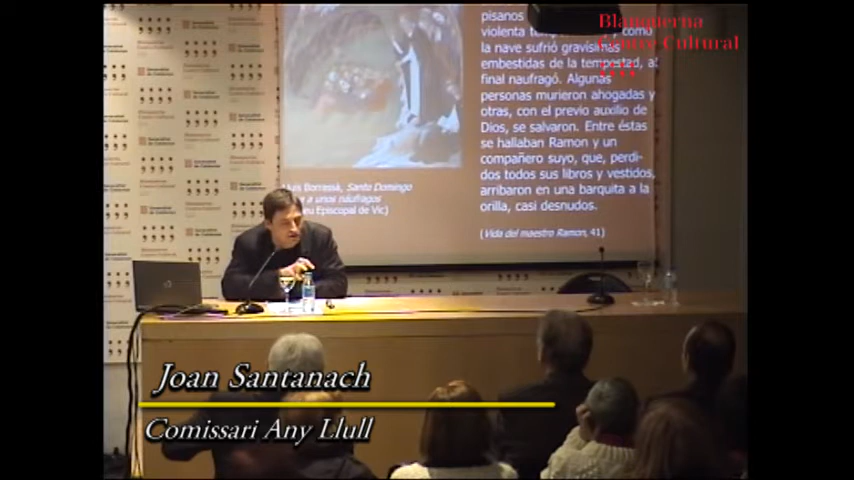 Blanquerna
Centre Cultural
pisanos
violenta
y como
la nave sufrió gravísimas
embestidas de la tempestad, al
final naufragó. Algunas
personas murieron ahogadas y
otras, con el previo auxilio de
Dios, se salvaron. Entre éstas
se hallaban Ramon y un
compañero suyo, que, perdi-
dos todos sus libros y vestidos,
arribaron en una barquita a la
orilla, casi desnudos.
(Vida del maestro Ramon, 41)
Lluís Borrassà, Santo Domingo
a unos náufragos
Episcopal de Vic)
Joan Santanach
Comissari Any Llull